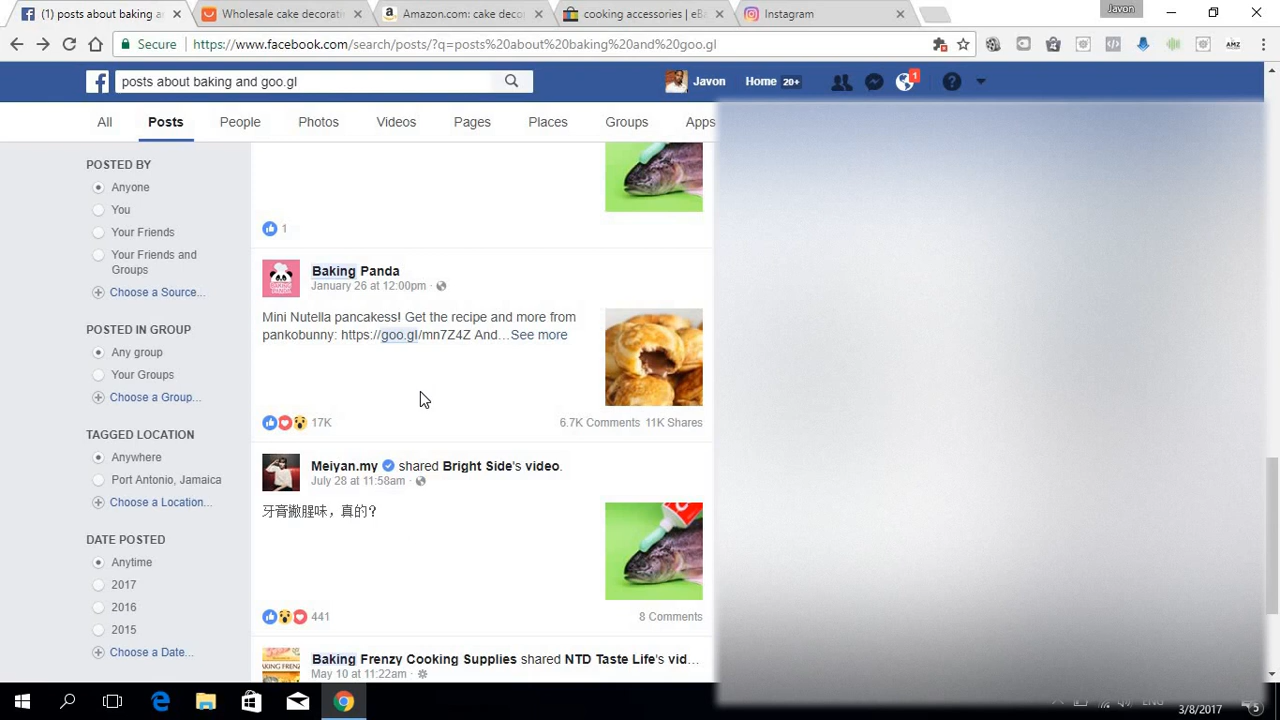 (1) posts about baking a
Wholesale cake decoratin
Amazon.com: cake deco
cooking accessories | eB
Instagram
Javon
Secure
https://www.facebook.com/search/posts/?q=posts%20about%20baking%20and%20goo.gl
AMZ
posts about baking and goo.gl
Javon
Home 20+
1
All
Posts
People
Photos
Videos
Pages
Places
Groups
Apps
POSTED BY
Anyone
You
Your Friends
Your Friends and
Groups
Choose a Source...
POSTED IN GROUP
Any group
Your Groups
Choose a Group...
TAGGED LOCATION
Anywhere
Port Antonio, Jamaica
Choose a Location...
DATE POSTED
Anytime
2017
2016
2015
Choose a Date...
1
Baking Panda
January 26 at 12:00pm ·
Mini Nutella pancakess! Get the recipe and more from
pankobunny: https://goo.gl/mn7Z4Z And...See more
17K
6.7K Comments 11K Shares
Meiyan.my shared Bright Side's video.
July 28 at 11:58am ·
牙膏撇腥味，真的？
441
8 Comments
Baking Frenzy Cooking Supplies shared NTD Taste Life's vid...
May 10 at 11:22am ·
ENG
3/8/2017
5